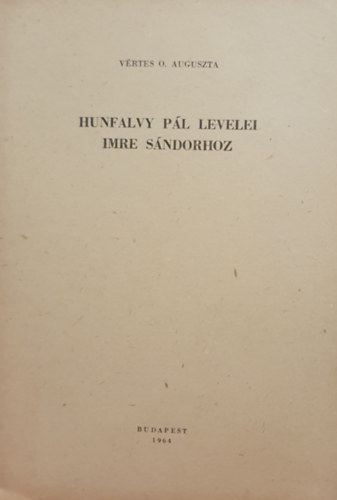 VÉRTES O. AUGUSZTA
HUNFALVY PÁL LEVELEI
IMRE SÁNDORHOZ
BUDAPEST
1964